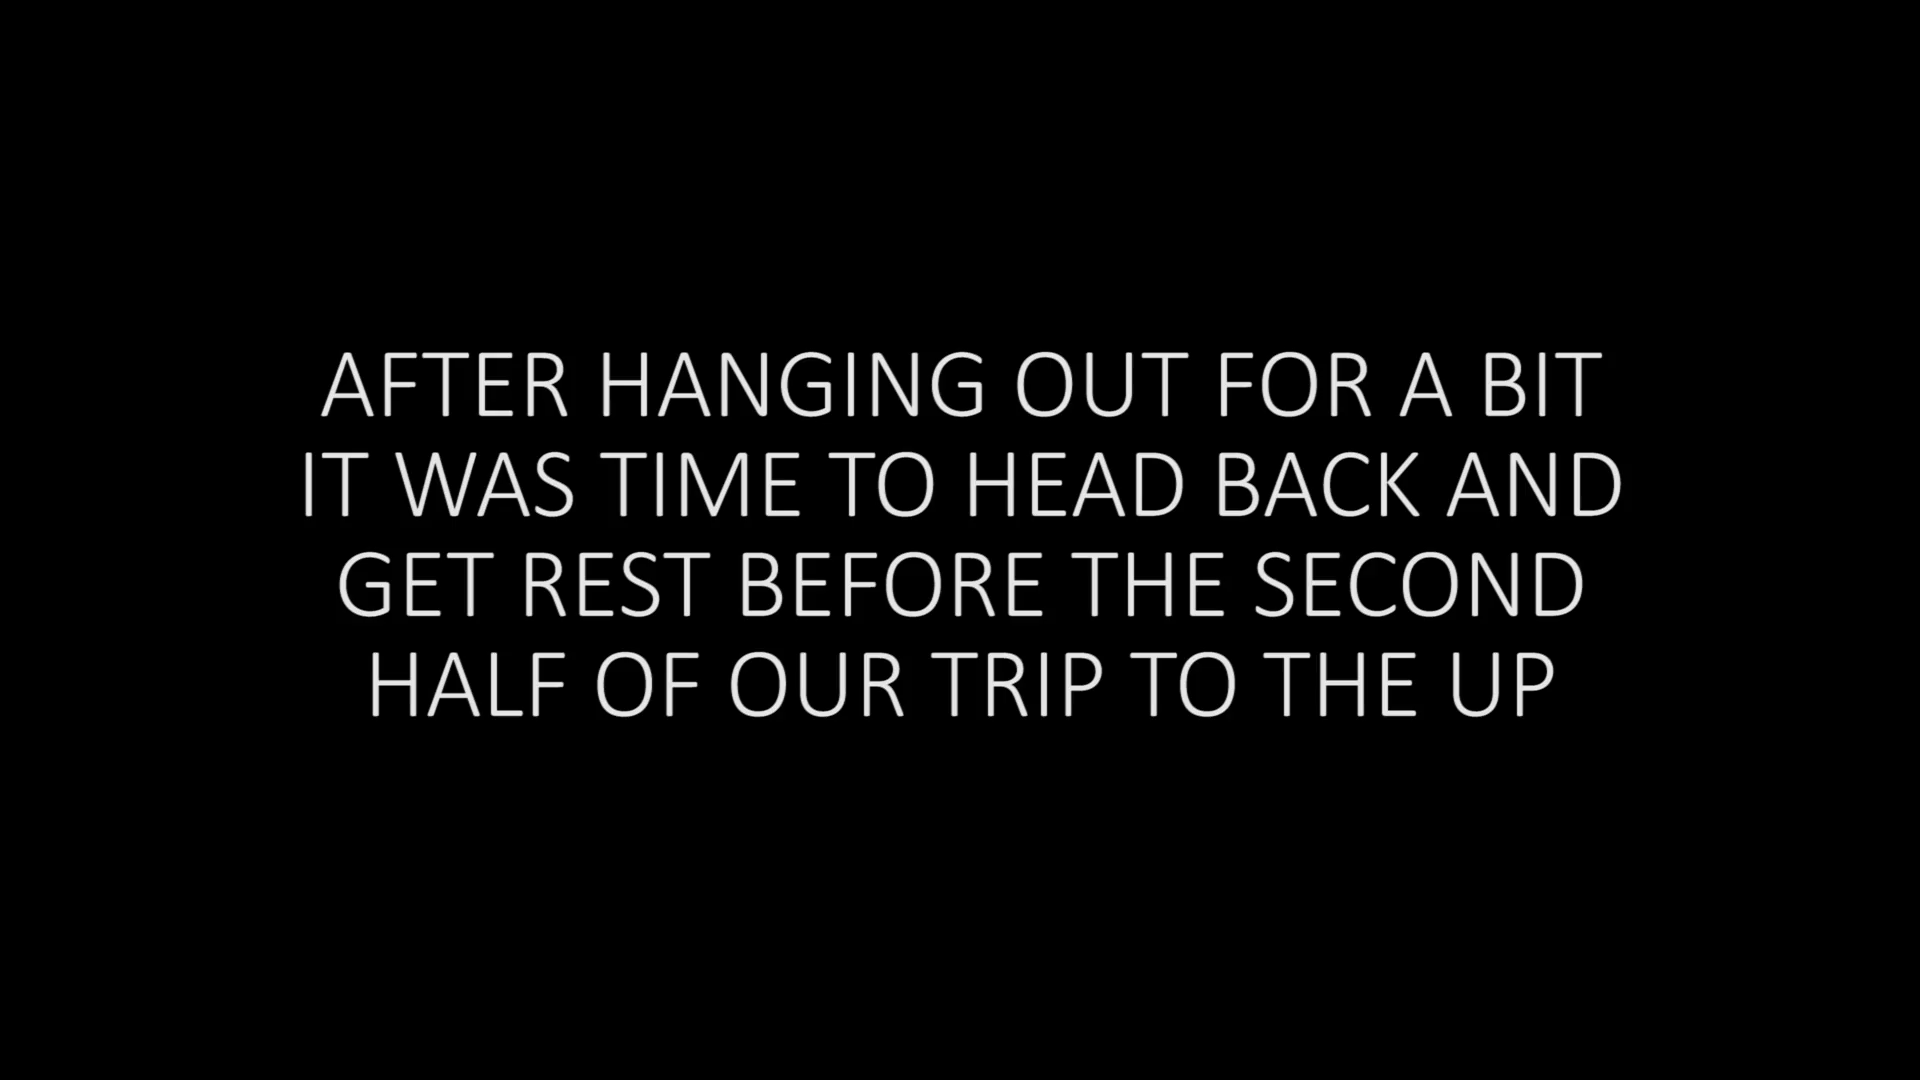 AFTER HANGING OUT FOR A BIT
IT WAS TIME TO HEAD BACK AND
GET REST BEFORE THE SECOND
HALF OF OUR TRIP TO THE UP